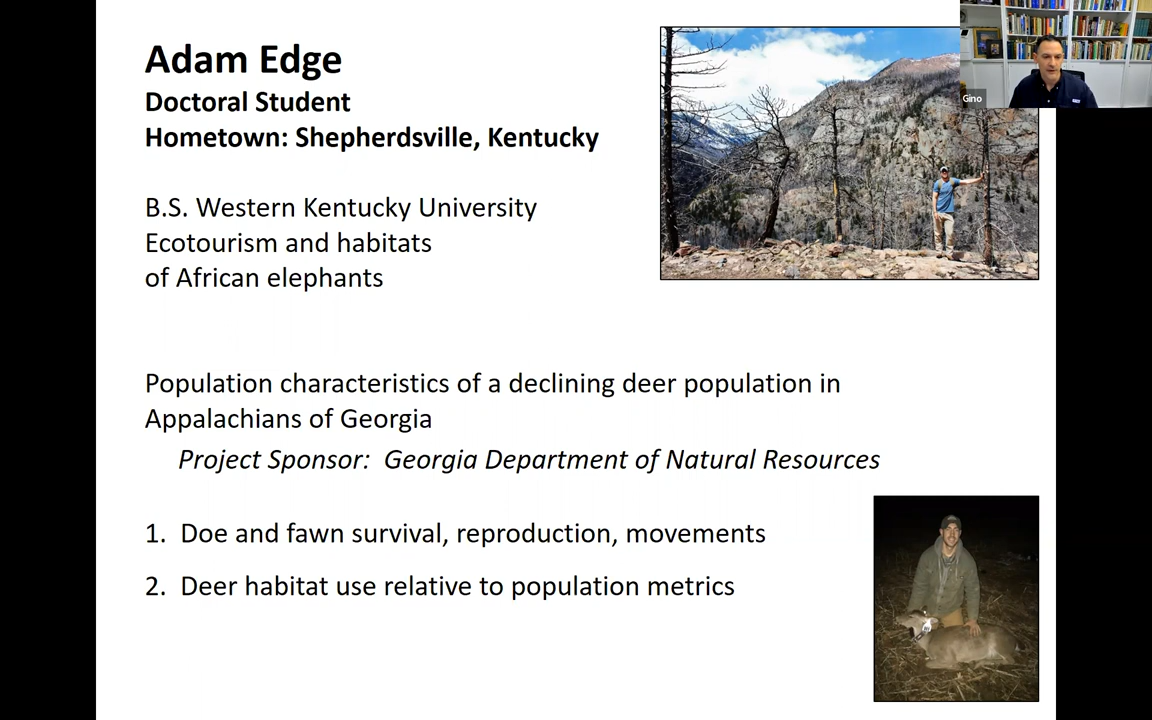 Adam Edge
Doctoral Student
Hometown: Shepherdsville, Kentucky
Gino
B.S. Western Kentucky University
Ecotourism and habitats
of African elephants
Population characteristics of a declining deer population in
Appalachians of Georgia
Project Sponsor: Georgia Department of Natural Resources
1. Doe and fawn survival, reproduction, movements
2. Deer habitat use relative to population metrics